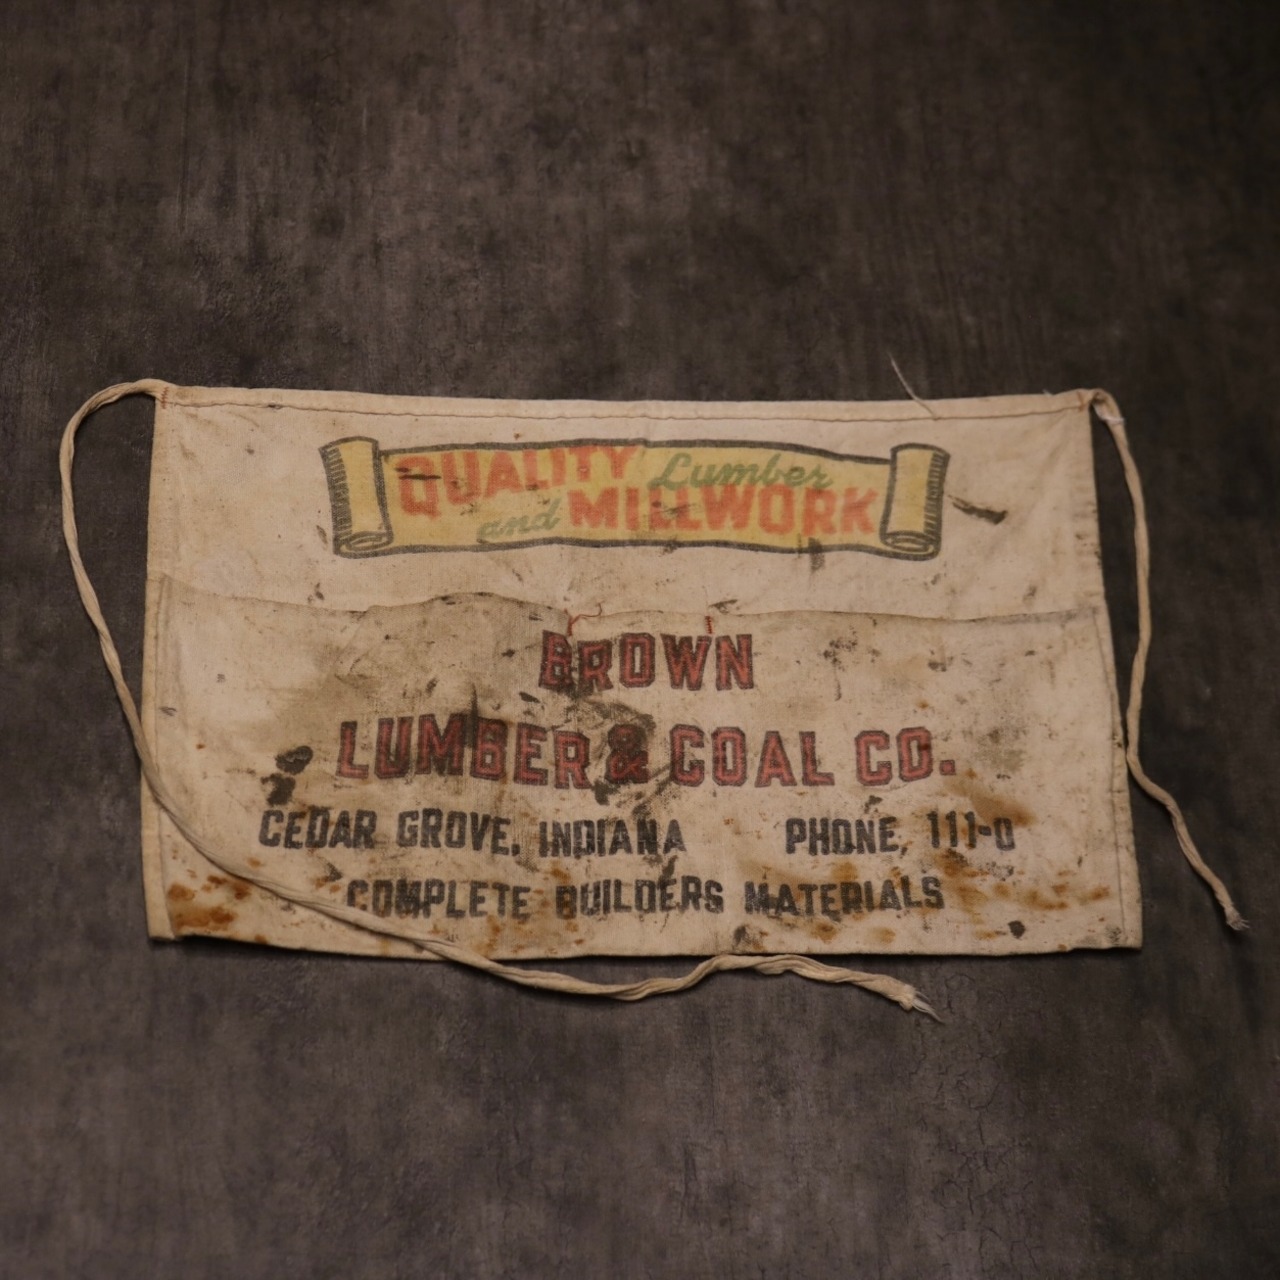 QUALITY Lumber
and MILLWORK
BROWN
LUMBER & COAL CO.
CEDAR GROVE, INDIANA PHONE, 111-0
COMPLETE BUILDERS MATERIALS